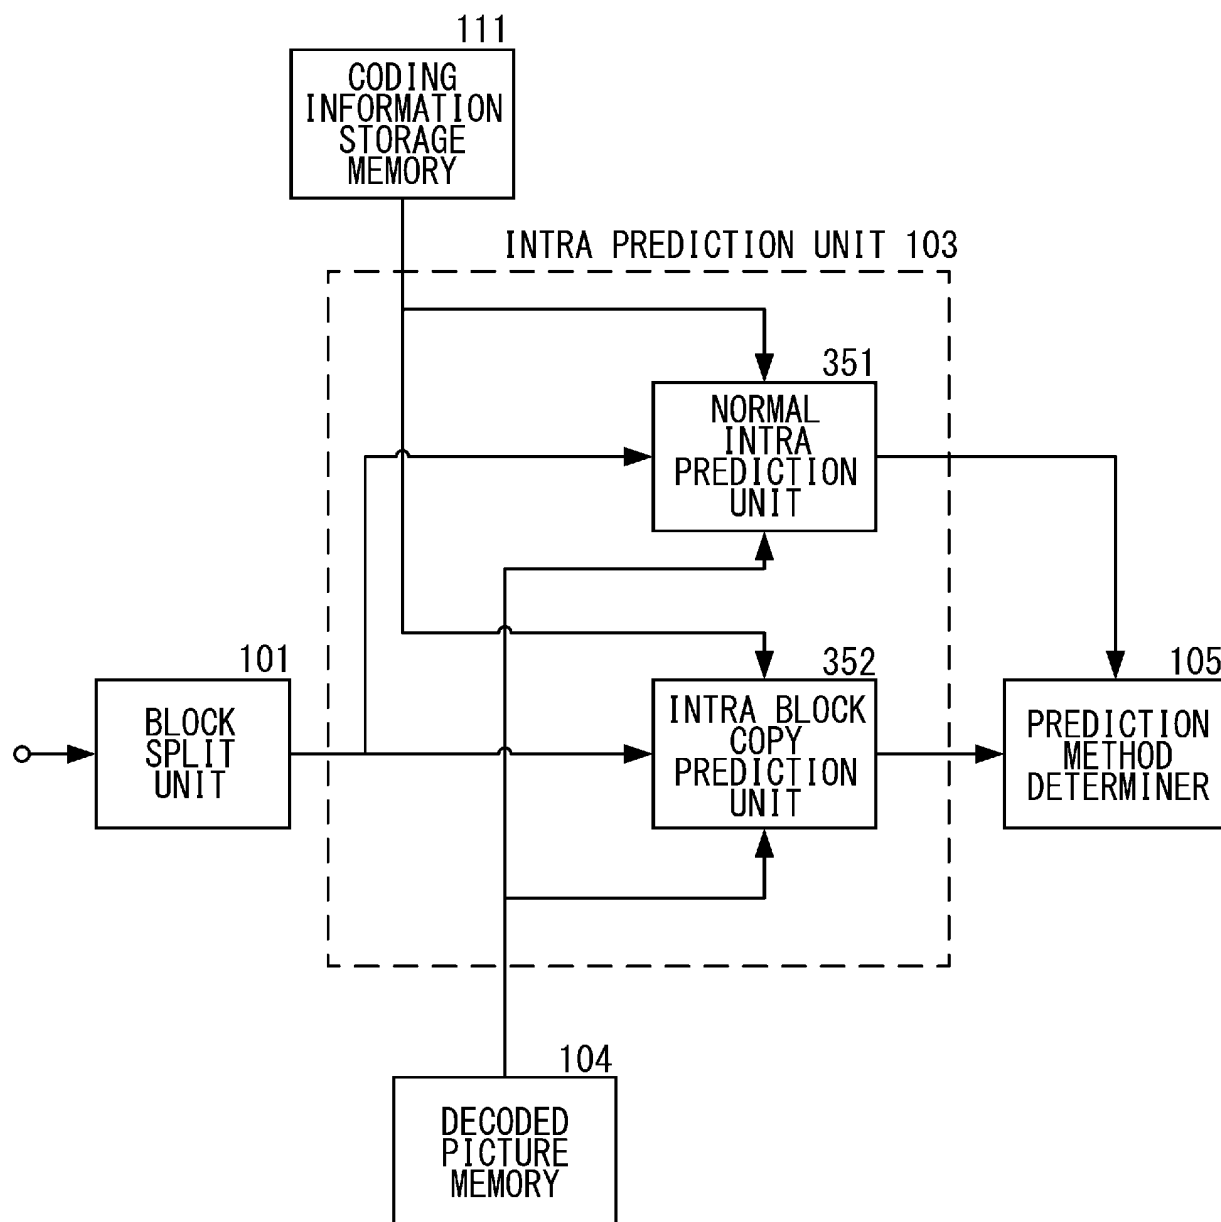 111
CODING
INFORMATION
STORAGE
MEMORY
INTRA PREDICTION UNIT 103
351
NORMAL
INTRA
PREDICTION
UNIT
101
BLOCK
SPLIT
UNIT
352
INTRA BLOCK
COPY
PREDICTION
UNIT
105
PREDICTION
METHOD
DETERMINER
104
DECODED
PICTURE
MEMORY